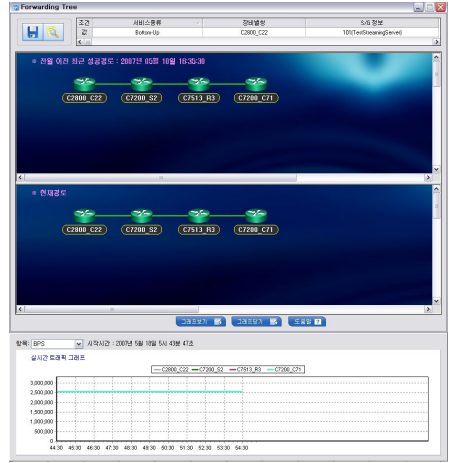 Forwarding Tree
조건 서비스종류 장비별칭 S/G 정보
값 Bottom-Up C2800_C22 101(TestStreamingServer)
전월 이전 최근 성공경로 : 2007년 05월 10일 16:35:30
C2800_C22 C7200_S2 C7513_R3 C7200_C71
현재경로
C2800_C22 C7200_S2 C7513_R3 C7200_C71
그래프보기 그래프닫기 도움말 ?
항목: BPS 시작시간 : 2007년 5월 18일 5시 43분 47초
실시간 트래픽 그래프
C2800_C22 C7200_S2 C7513_R3 C7200_C71
3,000,000
2,500,000
2,000,000
1,500,000
1,000,000
500,000
0
44:30 45:30 46:30 47:30 48:30 49:30 50:30 51:30 52:30 53:30 54:30